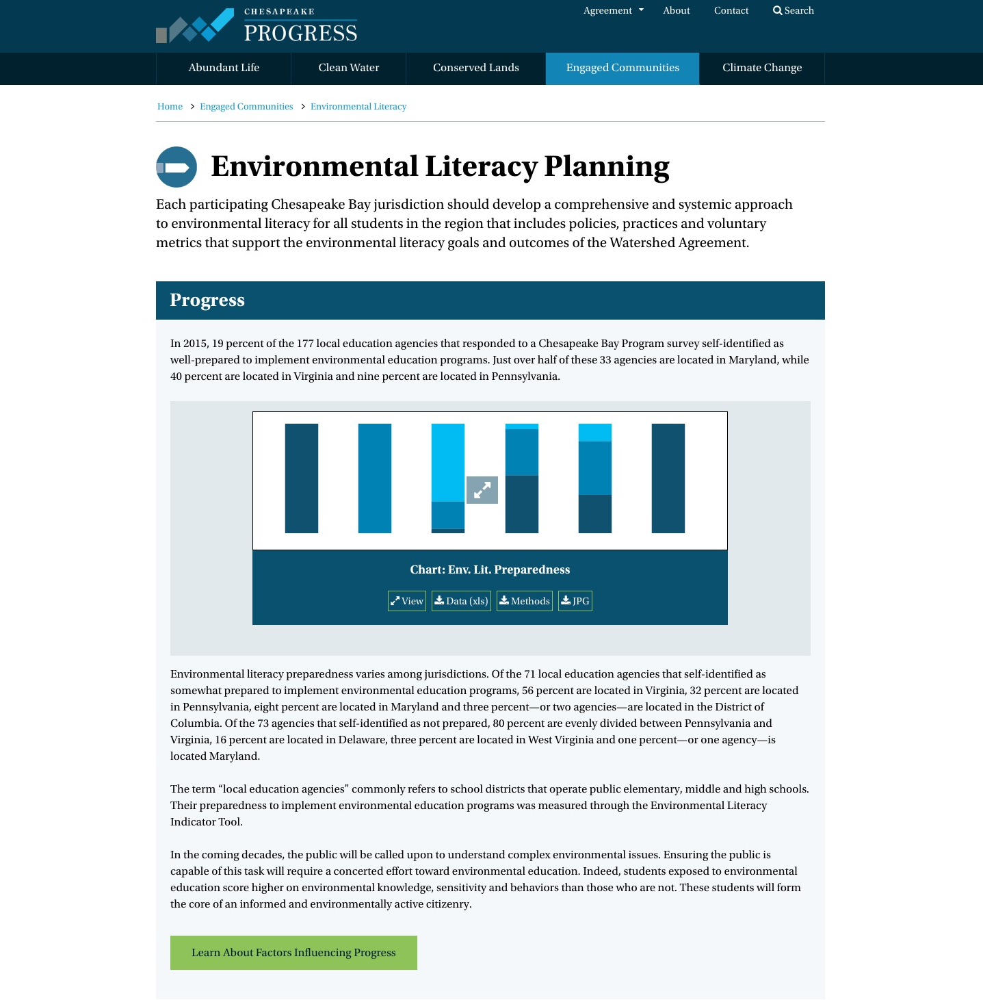 CHESAPEAKE
PROGRESS
Agreement About Contact Search
Abundant Life Clean Water Conserved Lands Engaged Communities Climate Change
Home Engaged Communities Environmental Literacy
Environmental Literacy Planning
Each participating Chesapeake Bay jurisdiction should develop a comprehensive and systemic approach
to environmental literacy for all students in the region that includes policies, practices and voluntary
metrics that support the environmental literacy goals and outcomes of the Watershed Agreement.
Progress
In 2015, 19 percent of the 177 local education agencies that responded to a Chesapeake Bay Program survey self-identified as
well-prepared to implement environmental education programs. Just over half of these 33 agencies are located in Maryland, while
40 percent are located in Virginia and nine percent are located in Pennsylvania.
Chart: Env. Lit. Preparedness
View Data (xls) Methods JPG
Environmental literacy preparedness varies among jurisdictions. Of the 71 local education agencies that self-identified as
somewhat prepared to implement environmental education programs, 56 percent are located in Virginia, 32 percent are located
in Pennsylvania, eight percent are located in Maryland and three percent—or two agencies—are located in the District of
Columbia. Of the 73 agencies that self-identified as not prepared, 80 percent are evenly divided between Pennsylvania and
Virginia, 16 percent are located in Delaware, three percent are located in West Virginia and one percent—or one agency—is
located Maryland.
The term “local education agencies” commonly refers to school districts that operate public elementary, middle and high schools.
Their preparedness to implement environmental education programs was measured through the Environmental Literacy
Indicator Tool.
In the coming decades, the public will be called upon to understand complex environmental issues. Ensuring the public is
capable of this task will require a concerted effort toward environmental education. Indeed, students exposed to environmental
education score higher on environmental knowledge, sensitivity and behaviors than those who are not. These students will form
the core of an informed and environmentally active citizenry.
Learn About Factors Influencing Progress